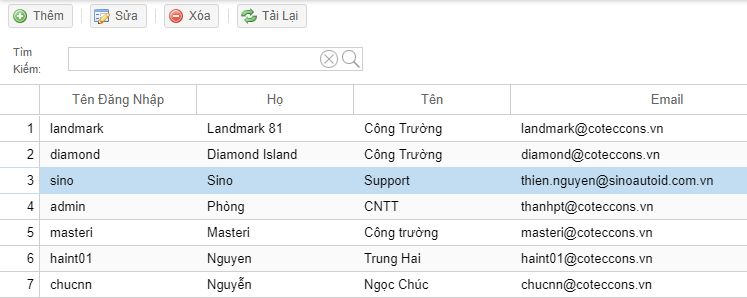 Thêm Sửa Xóa Tải Lại
Tìm
Kiếm:
Tên Đăng Nhập Họ Tên Email
1 landmark Landmark 81 Công Trường landmark@coteccons.vn
2 diamond Diamond Island Công Trường diamond@coteccons.vn
3 sino Sino Support thien.nguyen@sinoautoid.com.vn
4 admin Phòng CNTT thanhpt@coteccons.vn
5 masteri Masteri Công trường masteri@coteccons.vn
6 haint01 Nguyen Trung Hai haint01@coteccons.vn
7 chucnn Nguyễn Ngọc Chúc chucnn@coteccons.vn